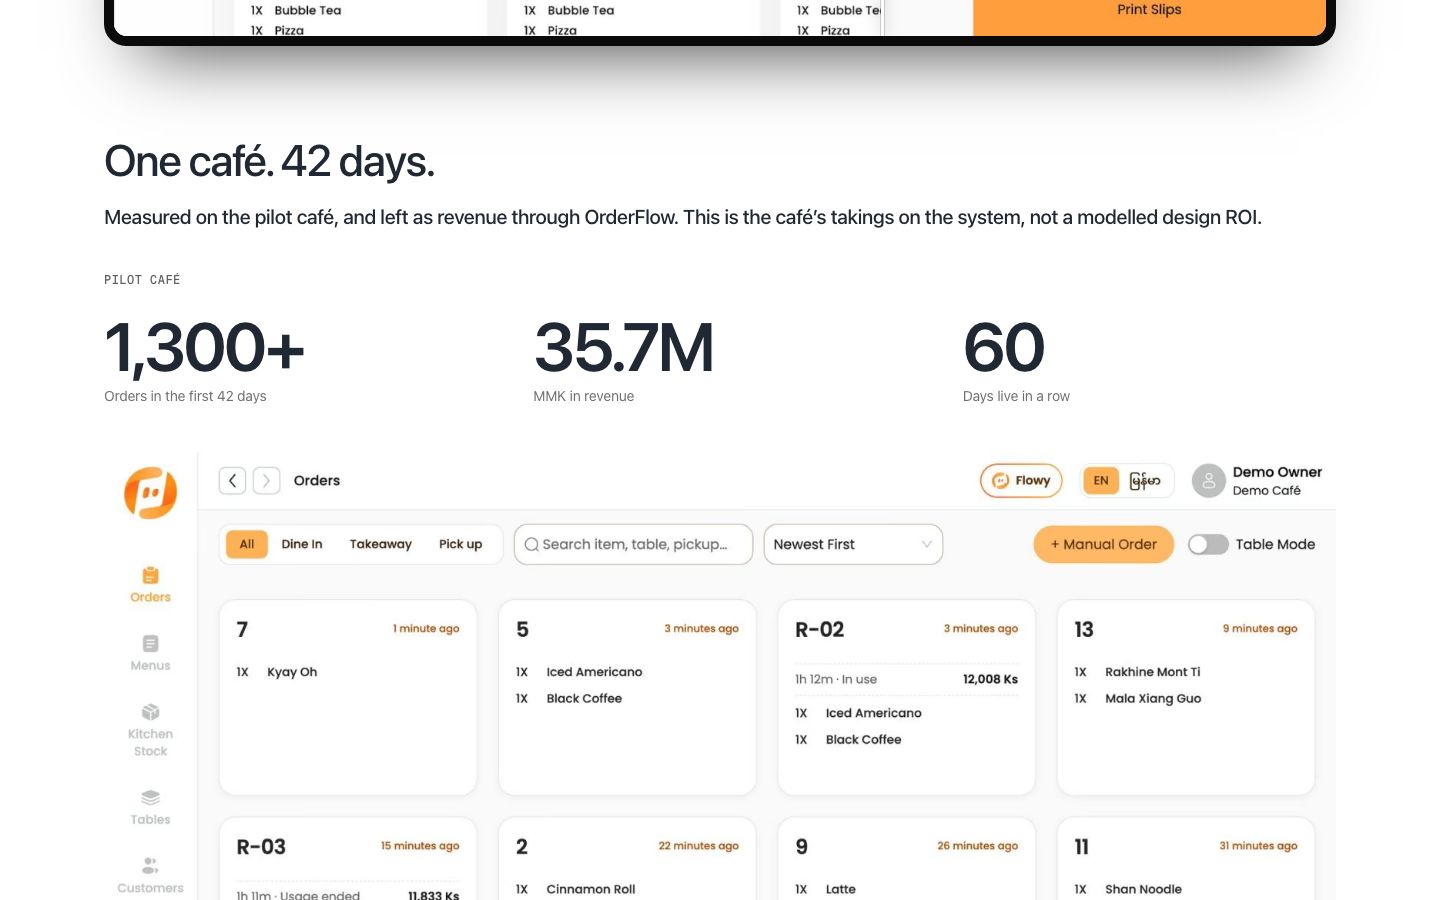 1X Bubble Tea
1X Pizza
1X Bubble Tea
1X Pizza
1X Bubble Te
1X Pizza
Print Slips
One café. 42 days.
Measured on the pilot café, and left as revenue through OrderFlow. This is the café’s takings on the system, not a modelled design ROI.
PILOT CAFÉ
1,300+
Orders in the first 42 days
35.7M
MMK in revenue
60
Days live in a row
Orders
Flowy
EN
မြန်မာ
Demo Owner
Demo Café
All
Dine In
Takeaway
Pick up
Search item, table, pickup...
Newest First
+ Manual Order
Table Mode
Orders
Menus
Kitchen
Stock
Tables
Customers
7
1 minute ago
1X Kyay Oh
5
3 minutes ago
1X Iced Americano
1X Black Coffee
R-02
3 minutes ago
1h 12m · In use 12,008 Ks
1X Iced Americano
1X Black Coffee
13
9 minutes ago
1X Rakhine Mont Ti
1X Mala Xiang Guo
R-03
15 minutes ago
1h 11m · Usage ended 11,833 Ks
2
22 minutes ago
1X Cinnamon Roll
9
26 minutes ago
1X Latte
11
31 minutes ago
1X Shan Noodle